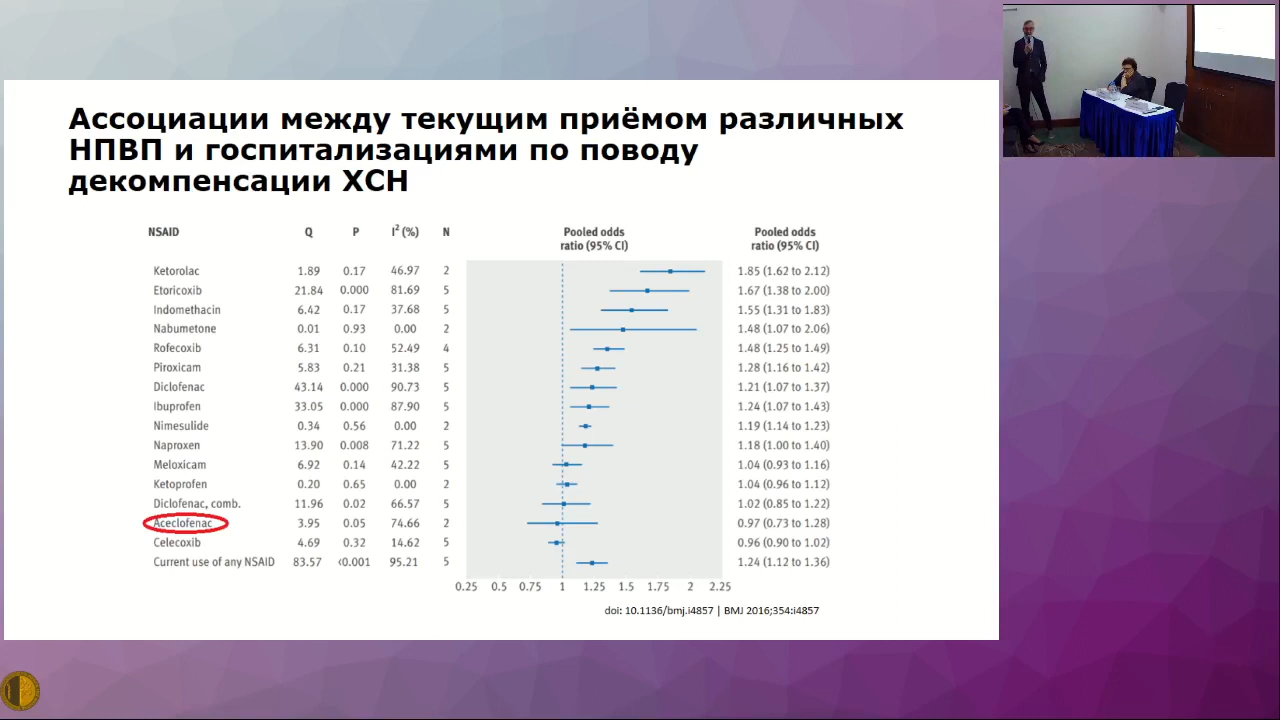 Ассоциации между текущим приёмом различных
НПВП и госпитализациями по поводу
декомпенсации ХСН
NSAID Q P I² (%) N Pooled odds ratio (95% CI) Pooled odds ratio (95% CI)
Ketorolac 1.89 0.17 46.97 2 1.85 (1.62 to 2.12)
Etoricoxib 21.84 0.000 81.69 5 1.67 (1.38 to 2.00)
Indomethacin 6.42 0.17 37.68 5 1.55 (1.31 to 1.83)
Nabumetone 0.01 0.93 0.00 2 1.48 (1.07 to 2.06)
Rofecoxib 6.31 0.10 52.49 4 1.48 (1.25 to 1.49)
Piroxicam 5.83 0.21 31.38 5 1.28 (1.16 to 1.42)
Diclofenac 43.14 0.000 90.73 5 1.21 (1.07 to 1.37)
Ibuprofen 33.05 0.000 87.90 5 1.24 (1.07 to 1.43)
Nimesulide 0.34 0.56 0.00 2 1.19 (1.14 to 1.23)
Naproxen 13.90 0.008 71.22 5 1.18 (1.00 to 1.40)
Meloxicam 6.92 0.14 42.22 5 1.04 (0.93 to 1.16)
Ketoprofen 0.20 0.65 0.00 2 1.04 (0.96 to 1.12)
Diclofenac, comb. 11.96 0.02 66.57 5 1.02 (0.85 to 1.22)
Aceclofenac 3.95 0.05 74.66 2 0.97 (0.73 to 1.28)
Celecoxib 4.69 0.32 14.62 5 0.96 (0.90 to 1.02)
Current use of any NSAID 83.57 <0.001 95.21 5 1.24 (1.12 to 1.36)
0.25 0.5 0.75 1 1.25 1.5 1.75 2 2.25
doi: 10.1136/bmj.i4857 | BMJ 2016;354:i4857